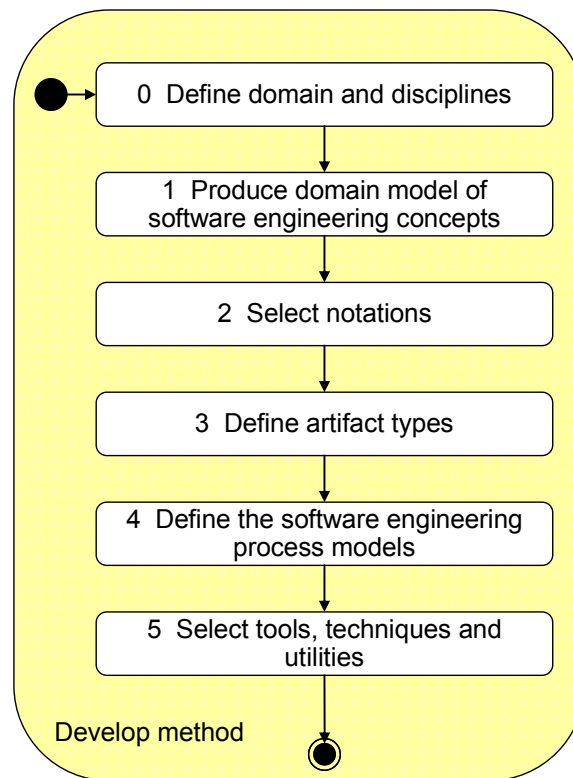 0 Define domain and disciplines
1 Produce domain model of
software engineering concepts
2 Select notations
3 Define artifact types
4 Define the software engineering
process models
5 Select tools, techniques and
utilities
Develop method